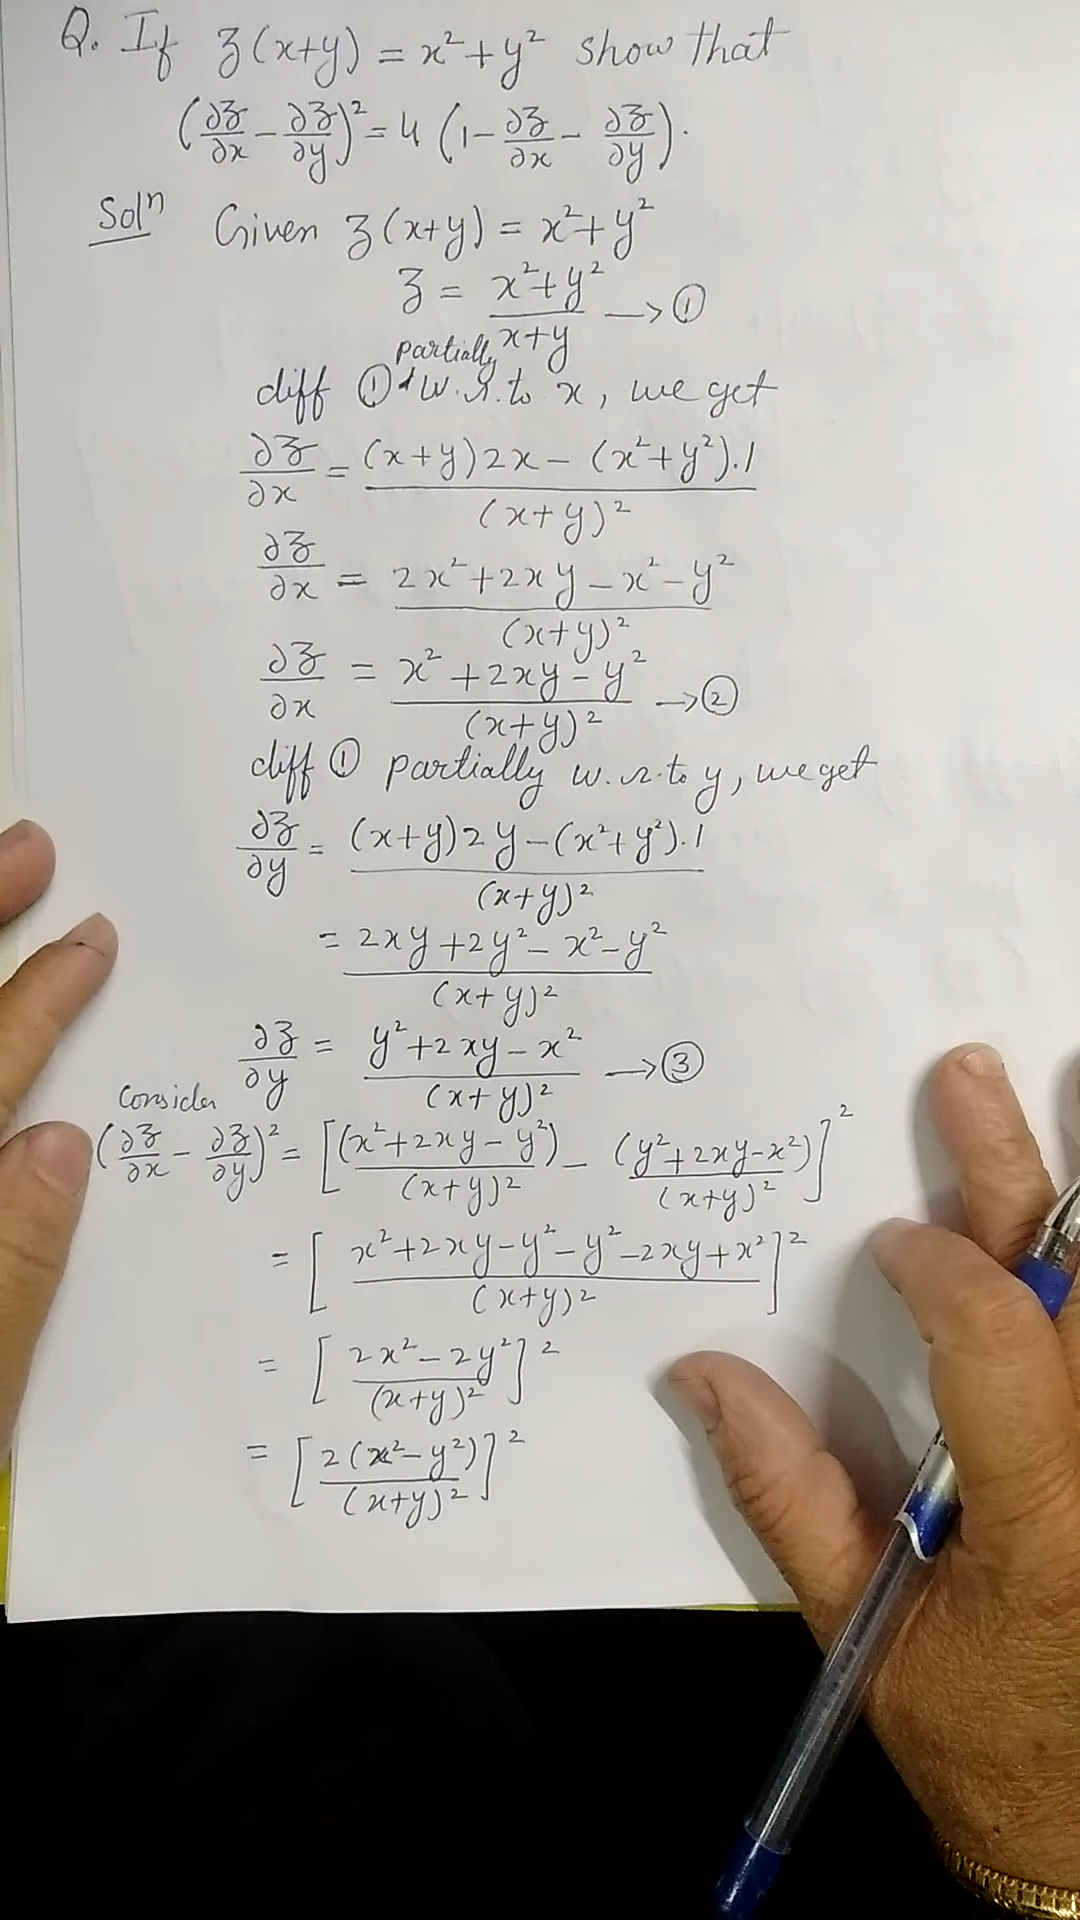 Q. If z(x+y) = x²+y² show that
(∂z/∂x − ∂z/∂y)² = 4 (1 − ∂z/∂x − ∂z/∂y).
Solⁿ Given z(x+y) = x²+y²
z = (x²+y²)/(x+y) → ①
partially
diff ① w.r.to x, we get
∂z/∂x = ((x+y)2x − (x²+y²).1)/(x+y)²
∂z/∂x = (2x²+2xy−x²−y²)/(x+y)²
∂z/∂x = (x²+2xy−y²)/(x+y)² → ②
diff ① partially w.r.to y, we get
∂z/∂y = ((x+y)2y−(x²+y²).1)/(x+y)²
= (2xy+2y²−x²−y²)/(x+y)²
∂z/∂y = (y²+2xy−x²)/(x+y)² → ③
Consider
(∂z/∂x − ∂z/∂y)² = [(x²+2xy−y²)/(x+y)² − (y²+2xy−x²)/(x+y)²]²
= [(x²+2xy−y²−y²−2xy+x²)/(x+y)²]²
= [(2x²−2y²)/(x+y)²]²
= [2(x²−y²)/(x+y)²]²